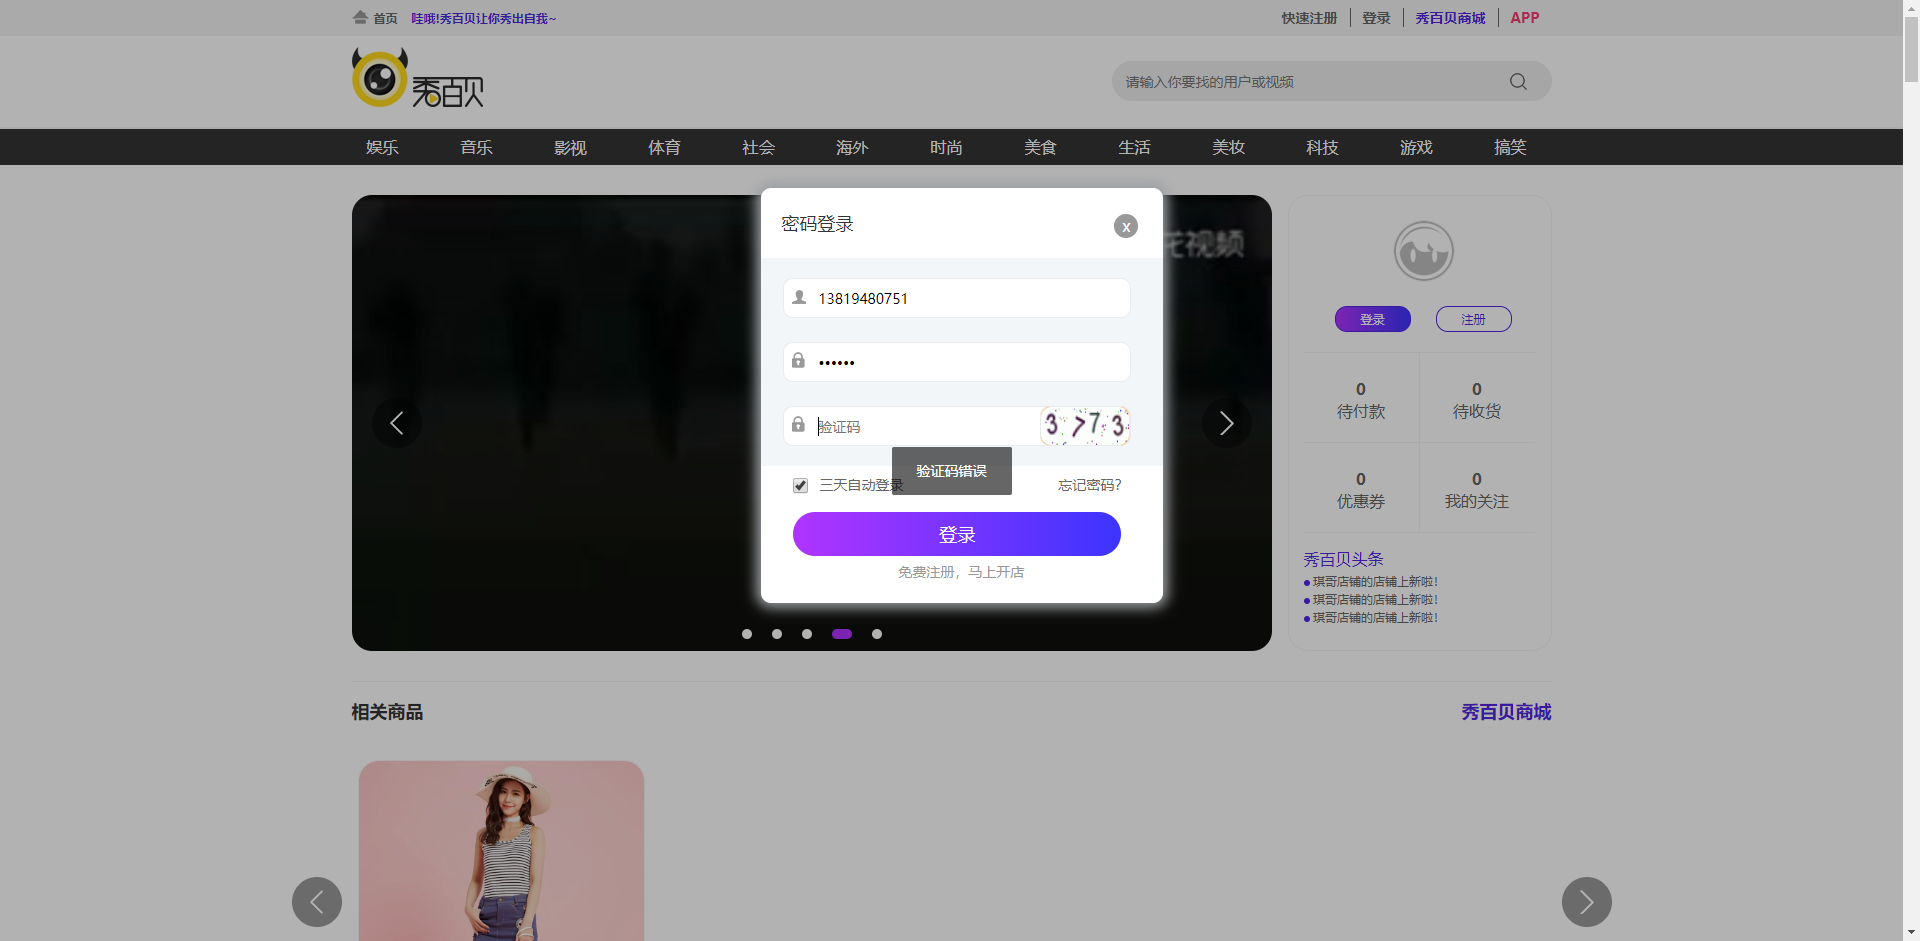 首页 哇哦!秀百贝让你秀出自我~
快速注册 登录 秀百贝商城 APP
秀百贝
请输入你要找的用户或视频
娱乐 音乐 影视 体育 社会 海外 时尚 美食 生活 美妆 科技 游戏 搞笑
密码登录
x
花视频
13819480751
••••••
验证码
3 7 7 3
验证码错误
三天自动登录
忘记密码?
登录
免费注册，马上开店
登录 注册
0 0
待付款 待收货
0 0
优惠券 我的关注
秀百贝头条
琪哥店铺的店铺上新啦!
琪哥店铺的店铺上新啦!
琪哥店铺的店铺上新啦!
相关商品
秀百贝商城